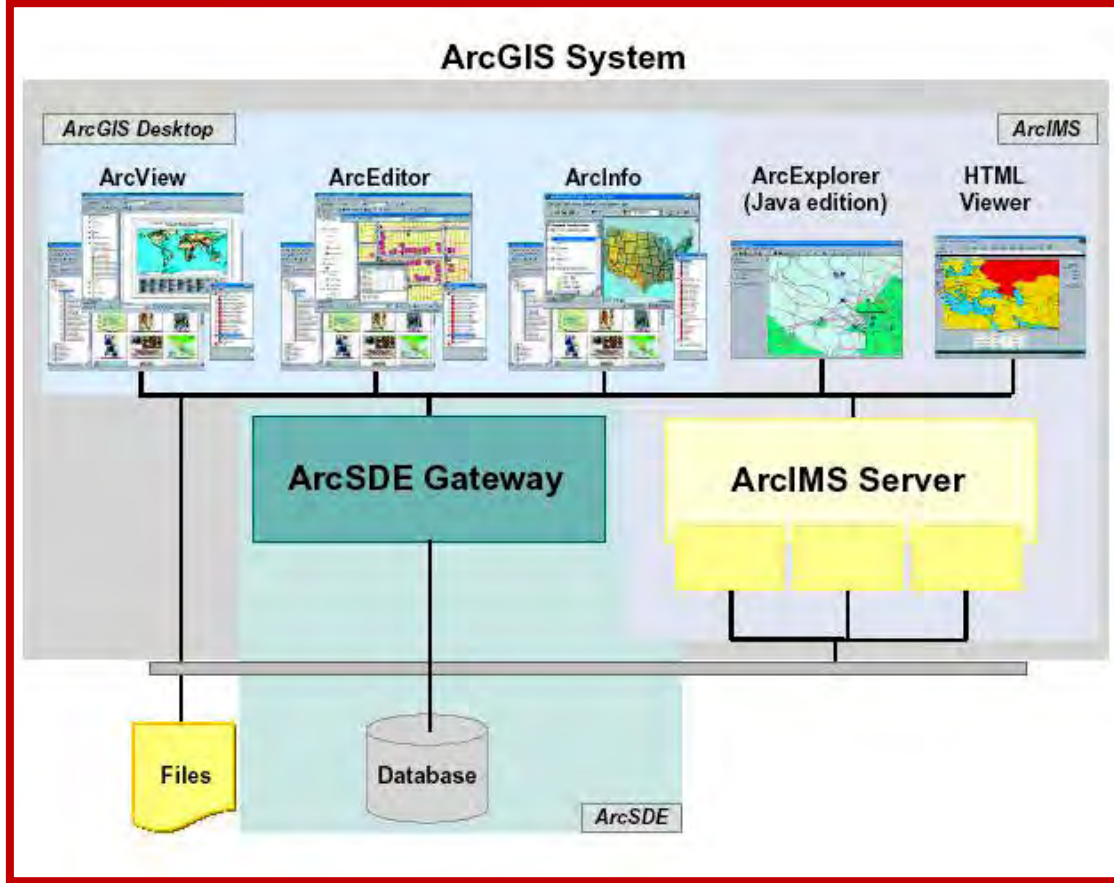 ArcGIS System
ArcGIS Desktop
ArcIMS
ArcView
ArcEditor
ArcInfo
ArcExplorer
(Java edition)
HTML
Viewer
ArcSDE Gateway
ArcIMS Server
Files
Database
ArcSDE